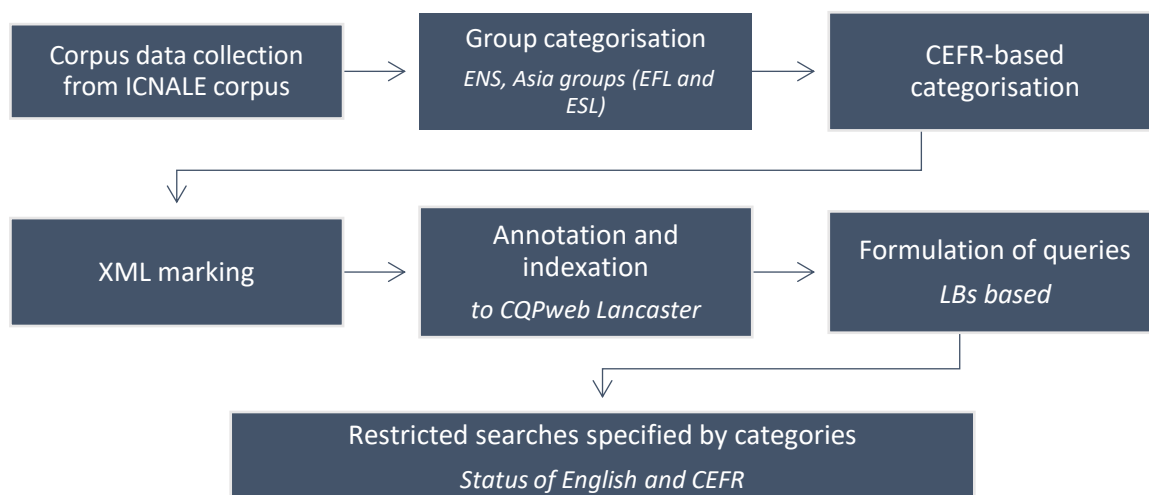 Corpus data collection
from ICNALE corpus
Group categorisation
ENS, Asia groups (EFL and
ESL)
CEFR-based
categorisation
XML marking
Annotation and
indexation
to CQPweb Lancaster
Formulation of queries
LBs based
Restricted searches specified by categories
Status of English and CEFR